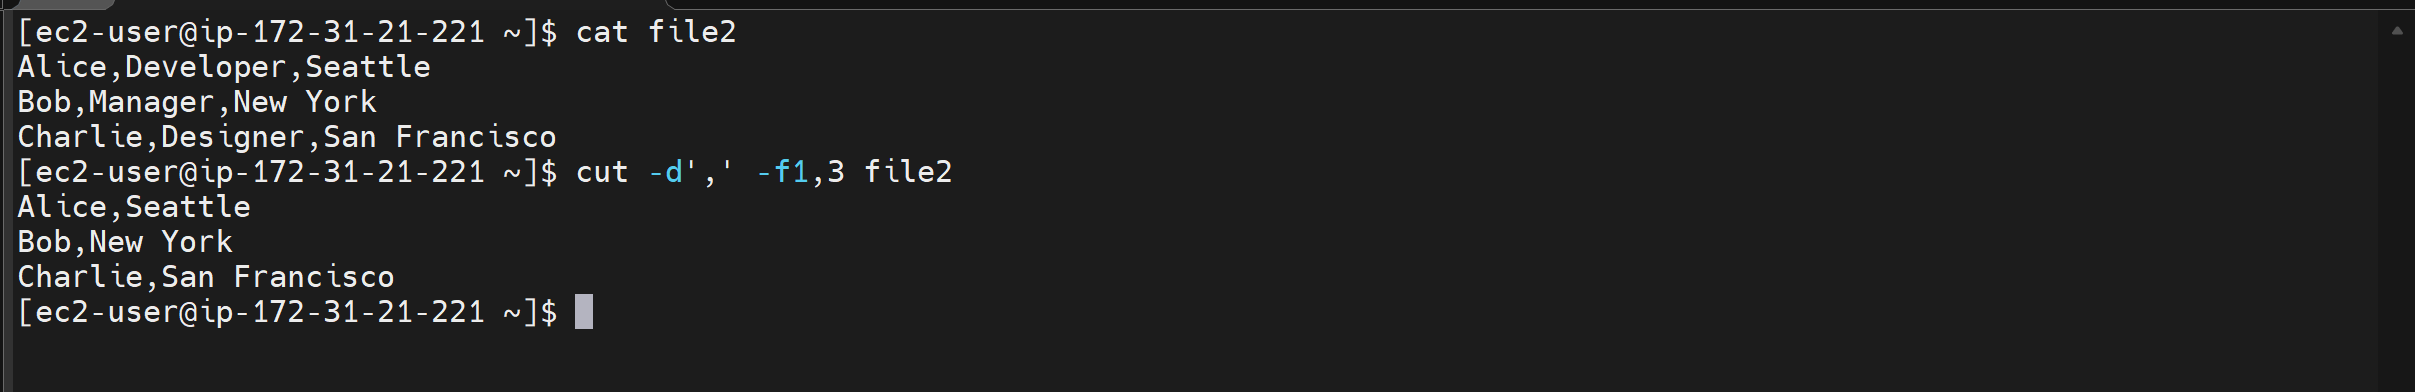 [ec2-user@ip-172-31-21-221 ~]$ cat file2
Alice,Developer,Seattle
Bob,Manager,New York
Charlie,Designer,San Francisco
[ec2-user@ip-172-31-21-221 ~]$ cut -d',' -f1,3 file2
Alice,Seattle
Bob,New York
Charlie,San Francisco
[ec2-user@ip-172-31-21-221 ~]$